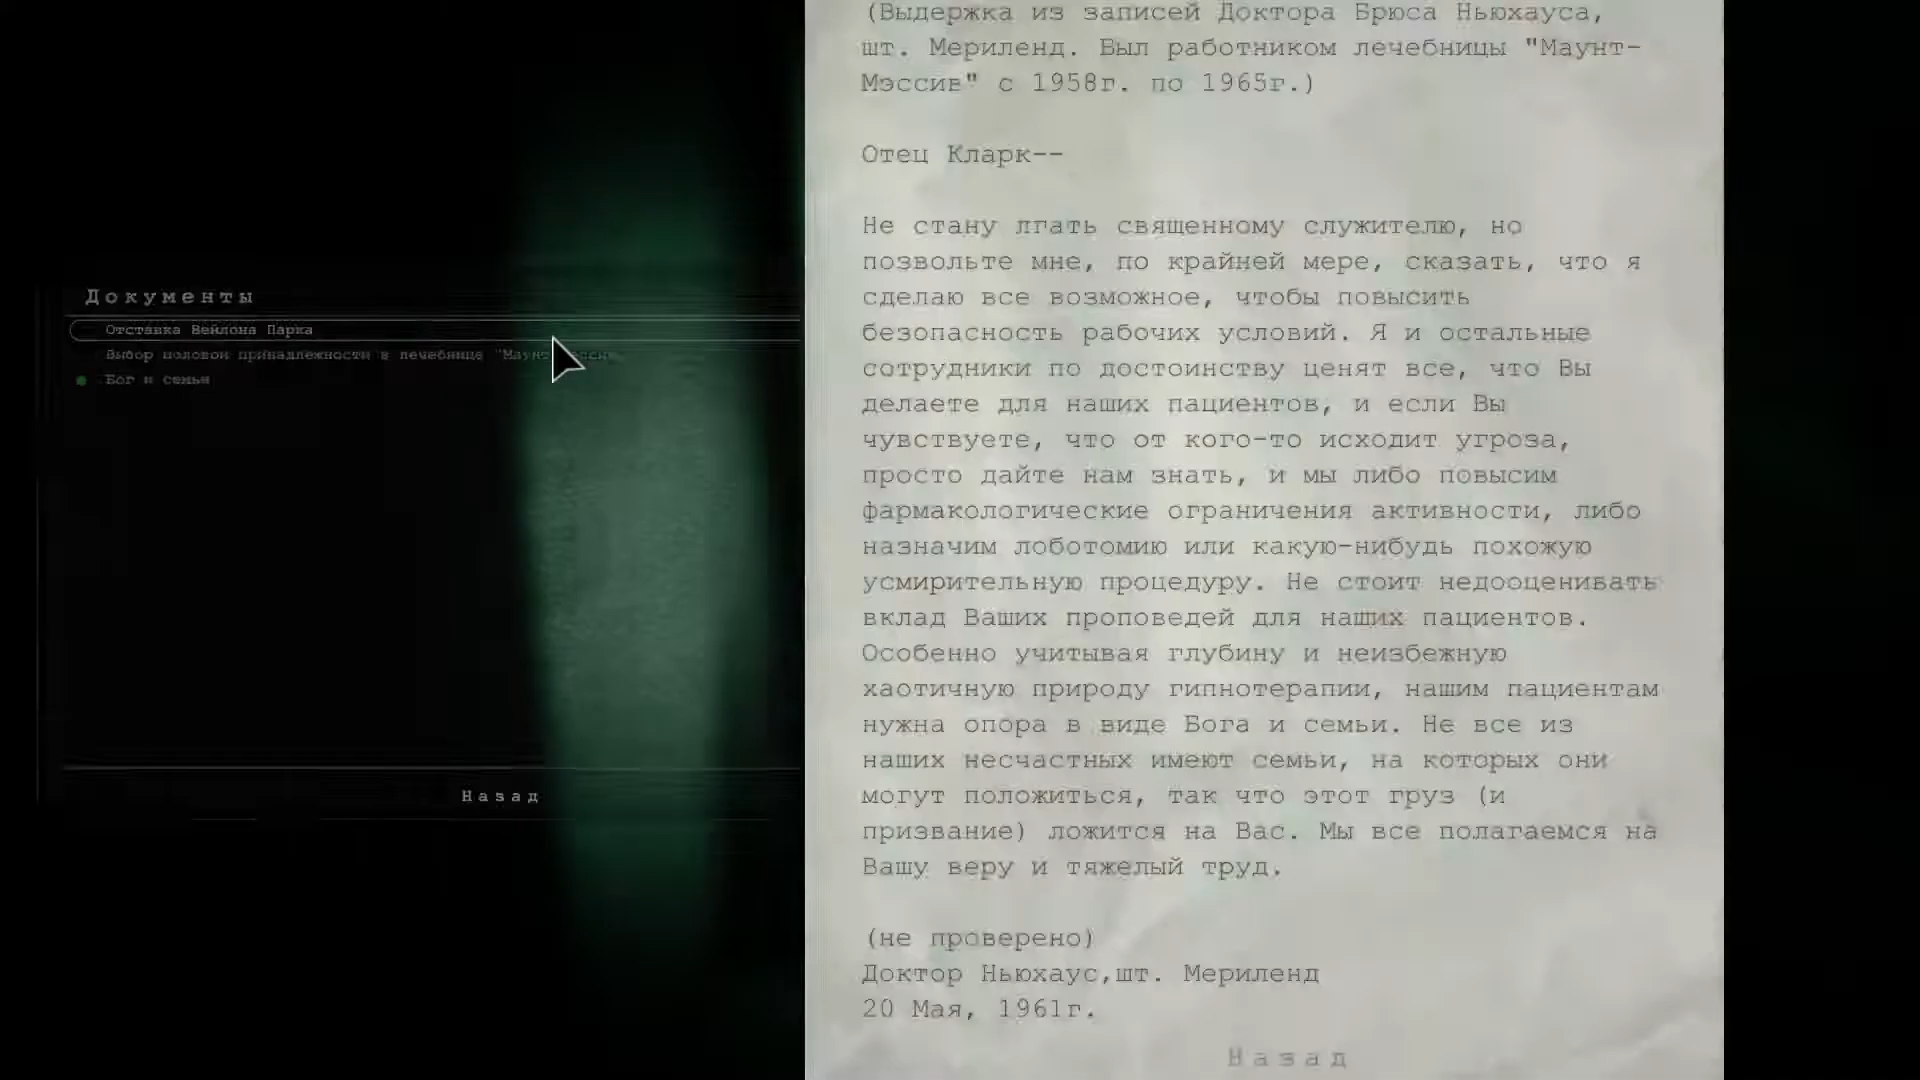 Документы
Отставка Вейлона Парка
Выбор половой принадлежности в лечебнице "Маунт
Бог и семья
Назад
(Выдержка из записей Доктора Брюса Ньюхауса,
шт. Мериленд. Был работником лечебницы "Маунт-
Мэссив" с 1958г. по 1965г.)
Отец Кларк--
Не стану лгать священному служителю, но
позвольте мне, по крайней мере, сказать, что я
сделаю все возможное, чтобы повысить
безопасность рабочих условий. Я и остальные
сотрудники по достоинству ценят все, что Вы
делаете для наших пациентов, и если Вы
чувствуете, что от кого-то исходит угроза,
просто дайте нам знать, и мы либо повысим
фармакологические ограничения активности, либо
назначим лоботомию или какую-нибудь похожую
усмирительную процедуру. Не стоит недооценивать
вклад Ваших проповедей для наших пациентов.
Особенно учитывая глубину и неизбежную
хаотичную природу гипнотерапии, нашим пациентам
нужна опора в виде Бога и семьи. Не все из
наших несчастных имеют семьи, на которых они
могут положиться, так что этот груз (и
призвание) ложится на Вас. Мы все полагаемся на
Вашу веру и тяжелый труд.
(не проверено)
Доктор Ньюхаус,шт. Мериленд
20 Мая, 1961г.
Назад